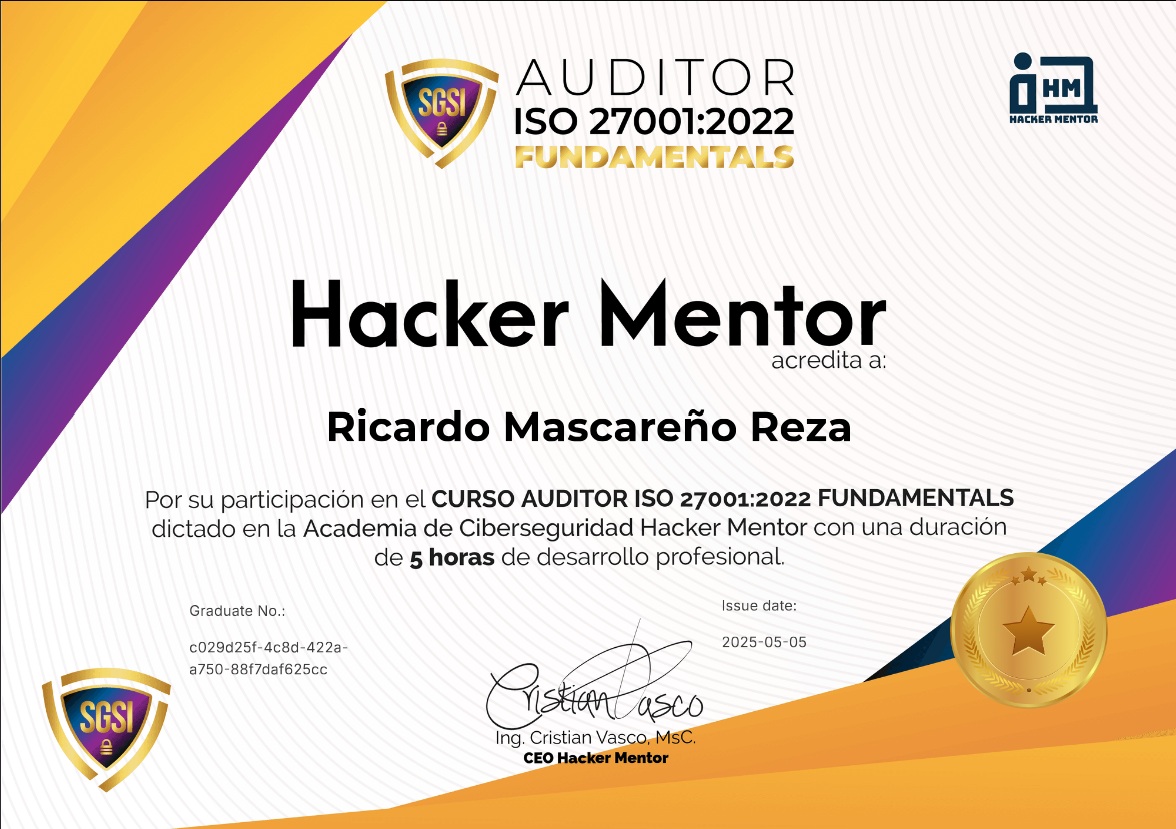 SGSI
AUDITOR
ISO 27001:2022
FUNDAMENTALS
HM
HACKER MENTOR
Hacker Mentor
acredita a:
Ricardo Mascareño Reza
Por su participación en el CURSO AUDITOR ISO 27001:2022 FUNDAMENTALS
dictado en la Academia de Ciberseguridad Hacker Mentor con una duración
de 5 horas de desarrollo profesional.
Graduate No.:
c029d25f-4c8d-422a-
a750-88f7daf625cc
Issue date:
2025-05-05
Cristian Vasco
Ing. Cristian Vasco, MsC.
CEO Hacker Mentor
SGSI